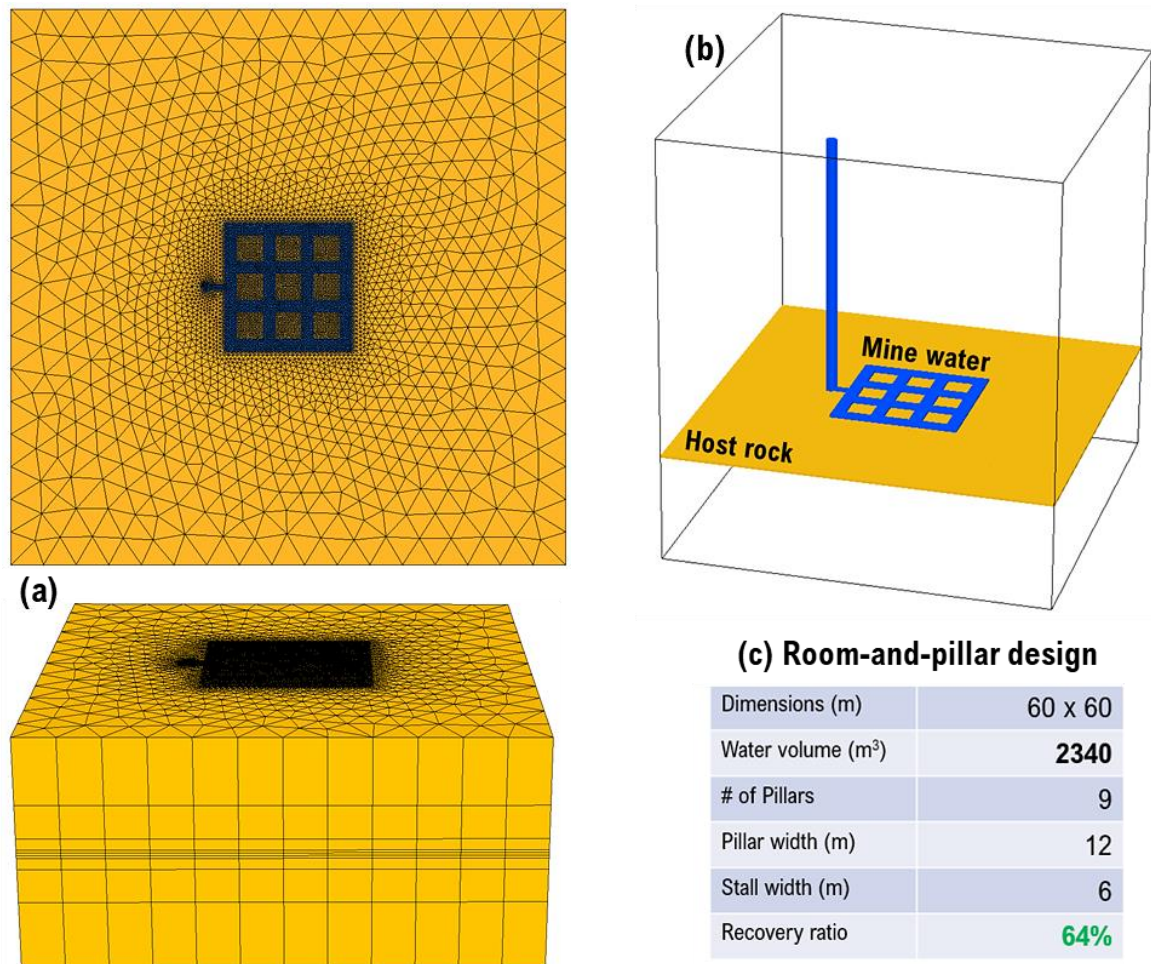 (b)
Mine water
Host rock
(a)
(c) Room-and-pillar design
Dimensions (m) 60 x 60
Water volume (m³) 2340
# of Pillars 9
Pillar width (m) 12
Stall width (m) 6
Recovery ratio 64%